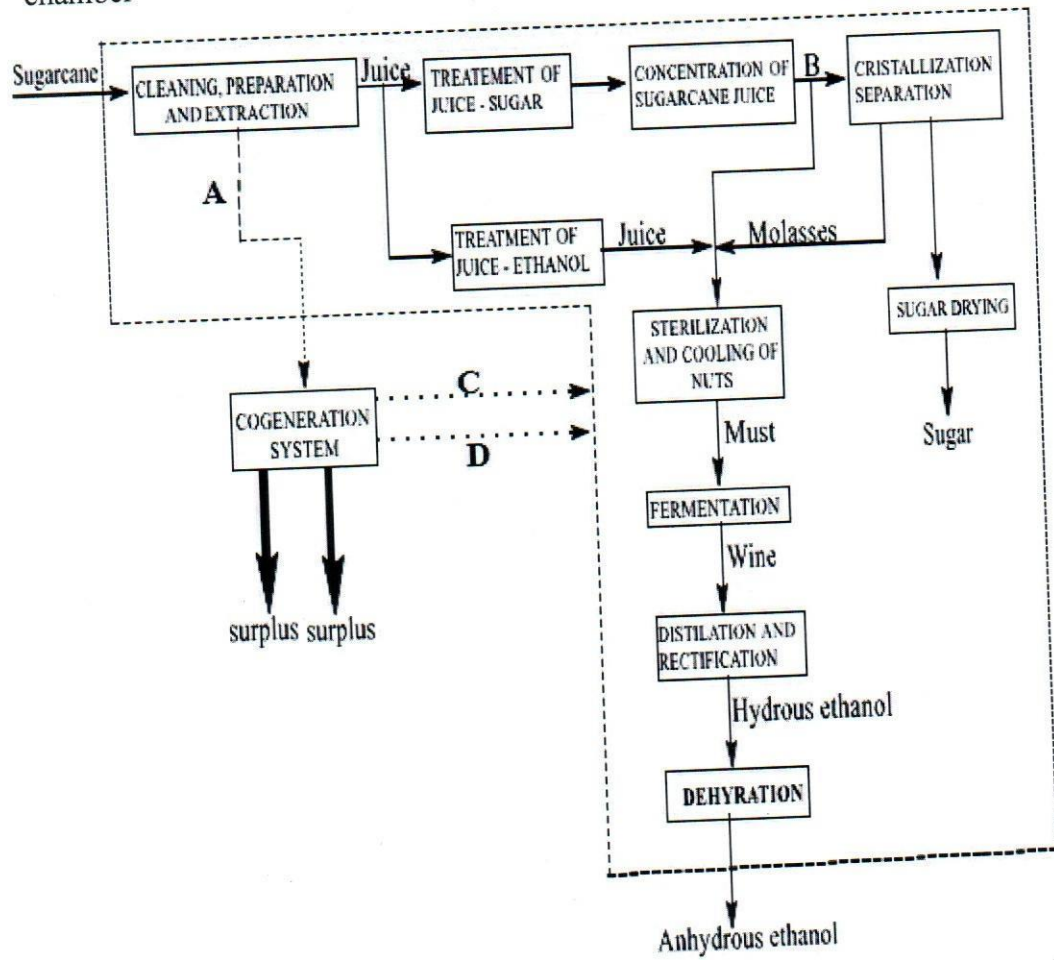 chamber
Sugarcane
CLEANING, PREPARATION
AND EXTRACTION
Juice
TREATEMENT OF
JUICE - SUGAR
CONCENTRATION OF
SUGARCANE JUICE
B
CRISTALLIZATION
SEPARATION
A
TREATMENT OF
JUICE - ETHANOL
Juice
Molasses
STERILIZATION
AND COOLING OF
NUTS
SUGAR DRYING
COGENERATION
SYSTEM
C
D
Must
Sugar
FERMENTATION
Wine
surplus surplus
DISTILATION AND
RECTIFICATION
Hydrous ethanol
DEHYRATION
Anhydrous ethanol